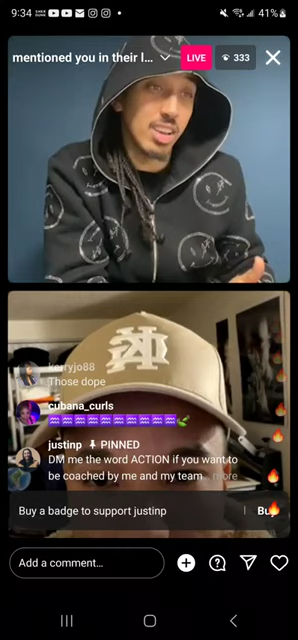 9:34
41%
mentioned you in their l...
LIVE
333
kerryjo88
Those dope
cubana_curls
justinp PINNED
DM me the word ACTION if you want to
be coached by me and my team... more
Buy a badge to support justinp
Add a comment...